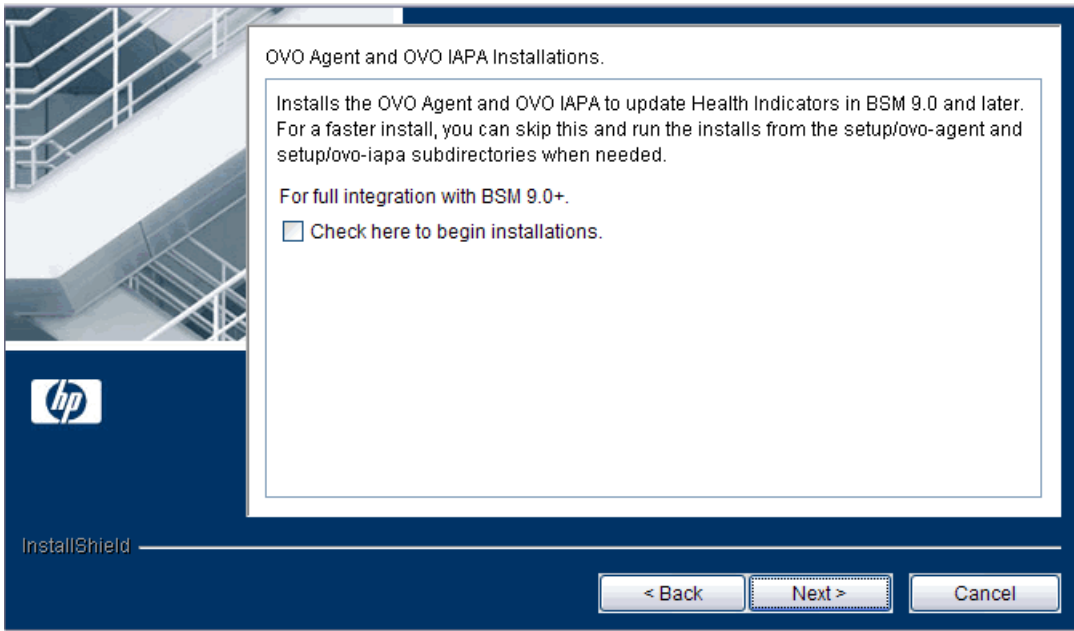 OVO Agent and OVO IAPA Installations.
Installs the OVO Agent and OVO IAPA to update Health Indicators in BSM 9.0 and later.
For a faster install, you can skip this and run the installs from the setup/ovo-agent and
setup/ovo-iapa subdirectories when needed.
For full integration with BSM 9.0+.
Check here to begin installations.
hp
InstallShield
< Back
Next >
Cancel